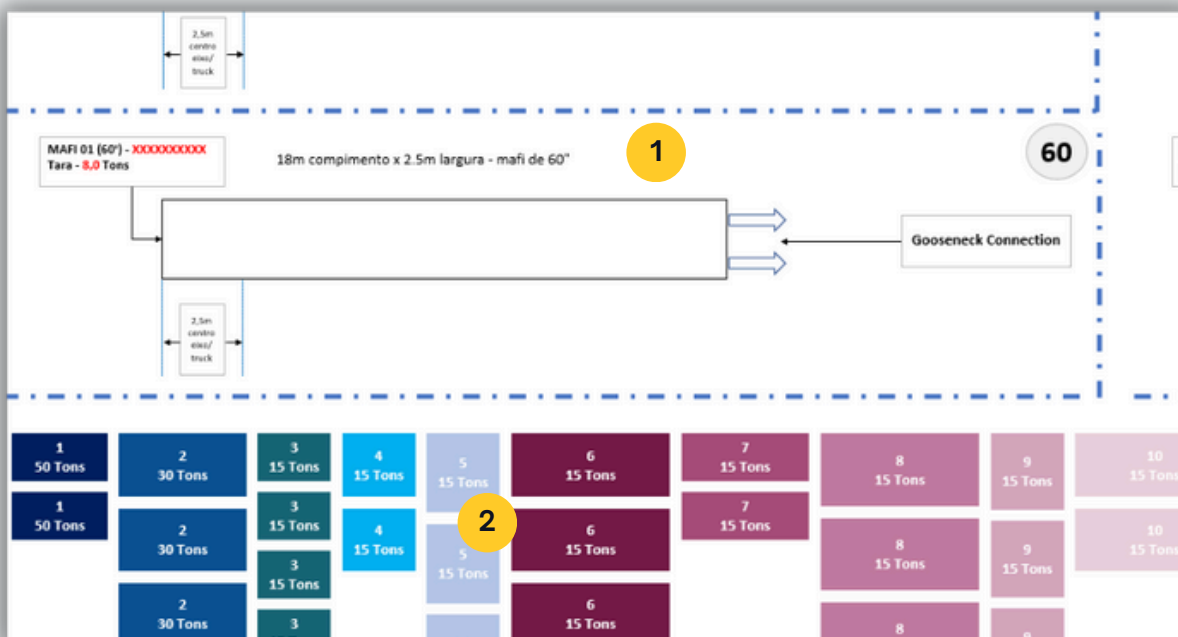 2,5m
centro
eixo/
truck
MAFI 01 (60') - XXXXXXXXXX
Tara - 8,0 Tons
18m compimento x 2.5m largura - mafi de 60"
1
60
Gooseneck Connection
2,5m
centro
eixo/
truck
1
50 Tons
2
30 Tons
3
15 Tons
4
15 Tons
5
15 Tons
6
15 Tons
7
15 Tons
8
15 Tons
9
15 Tons
10
15 Tons
1
50 Tons
2
30 Tons
3
15 Tons
4
15 Tons
2
5
15 Tons
6
15 Tons
7
15 Tons
8
15 Tons
9
15 Tons
10
15 Tons
3
15 Tons
2
30 Tons
6
15 Tons
3
8